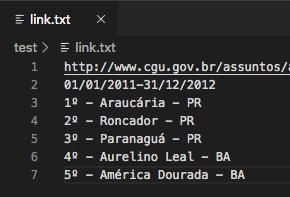 link.txt
test > link.txt
1 http://www.cgu.gov.br/assuntos/
2 01/01/2011-31/12/2012
3 1º - Araucária - PR
4 2º - Roncador - PR
5 3º - Paranaguá - PR
6 4º - Aurelino Leal - BA
7 5º - América Dourada - BA